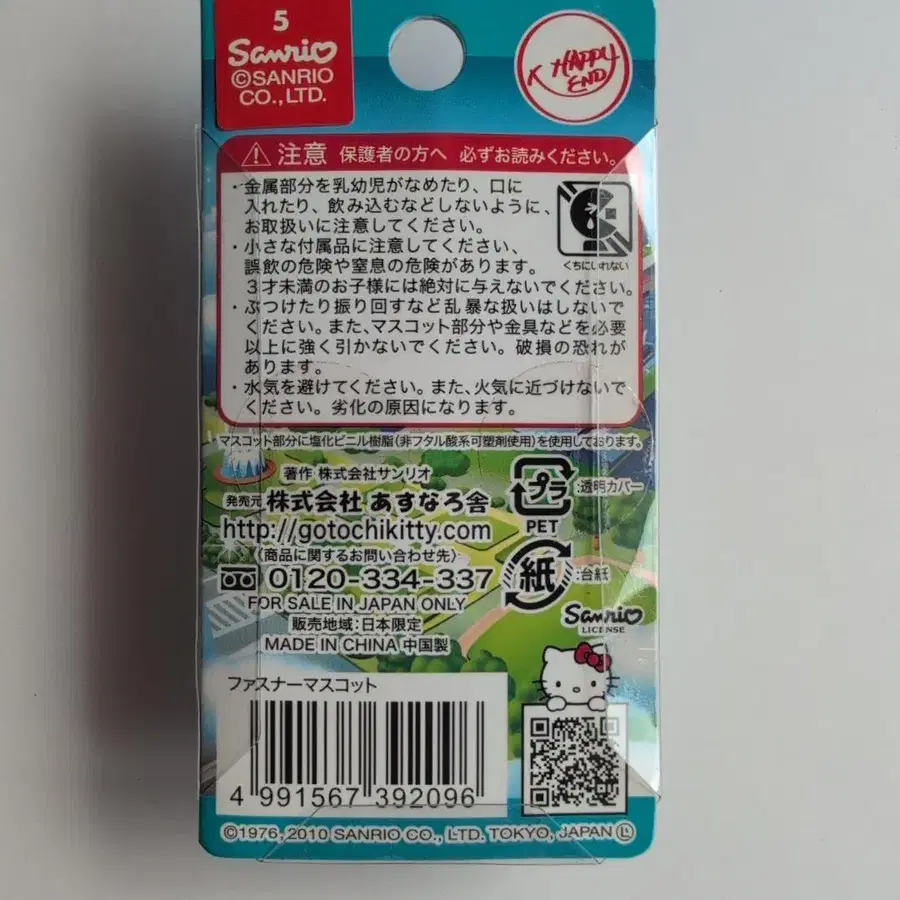 5
Sanrio
©SANRIO
CO.,LTD.
K HAPPY
END
注意 保護者の方へ 必ずお読みください。
・金属部分を乳幼児がなめたり、口に
入れたり、飲み込むなどしないように、
お取扱いに注意してください。
・小さな付属品に注意してください、
誤飲の危険や窒息の危険があります。
3才未満のお子様には絶対に与えないでください。
・ぶつけたり振り回すなど乱暴な扱いはしないで
ください。また、マスコット部分や金具などを必要
以上に強く引かないでください。破損の恐れが
あります。
・水気を避けてください。また、火気に近づけないで
ください。劣化の原因になります。
くちにいれない
マスコット部分に塩化ビニル樹脂(非フタル酸系可塑剤使用)を使用しております。
著作 株式会社サンリオ
発売元 株式会社 あすなろ舎
http://gotochikitty.com
〈商品に関するお問い合わせ先〉
0120-334-337
FOR SALE IN JAPAN ONLY
販売地域:日本限定
MADE IN CHINA 中国製
プラ :透明カバー
PET
紙 :台紙
Sanrio
LICENSE
ファスナーマスコット
4 991567 392096
©1976, 2010 SANRIO CO., LTD. TOKYO, JAPAN Ⓛ